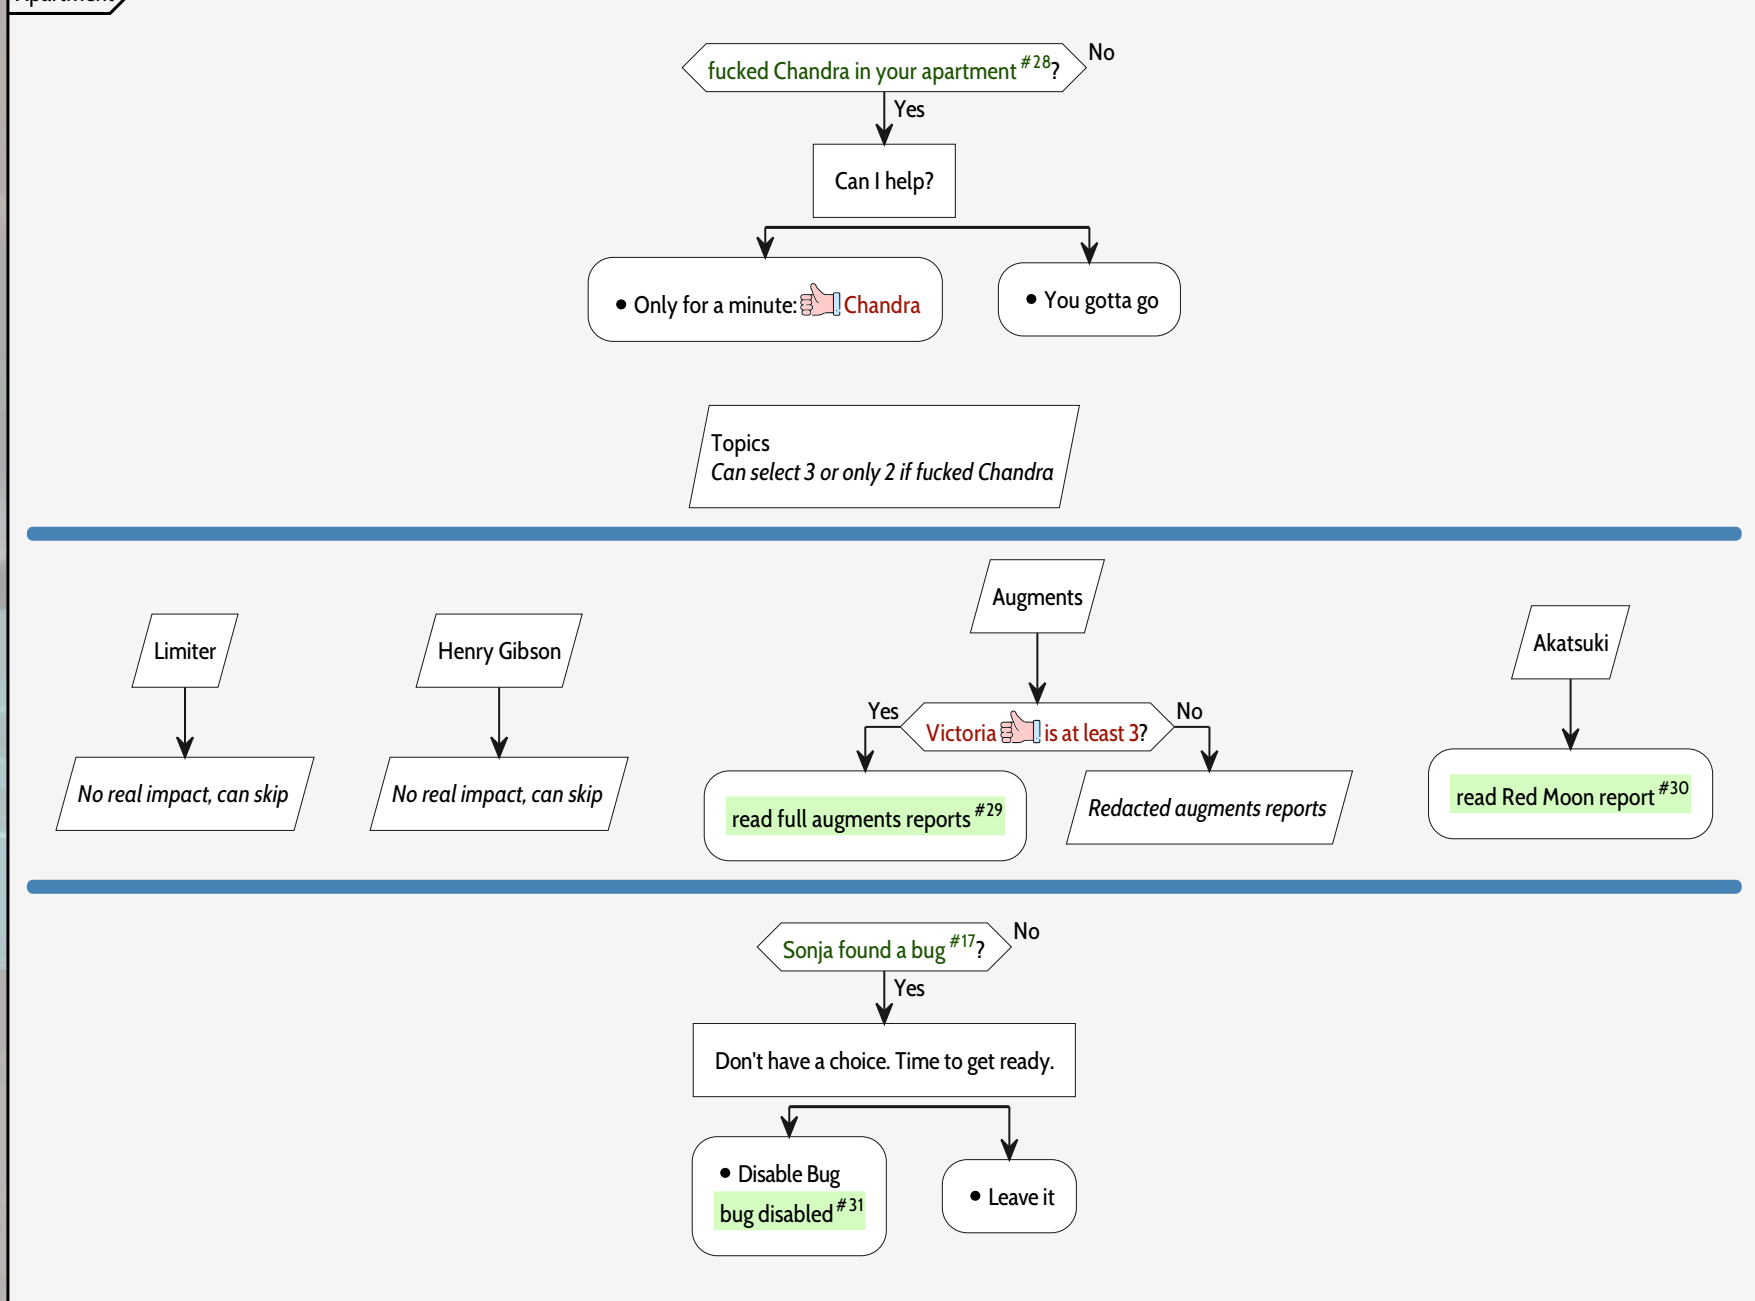 Apartment
fucked Chandra in your apartment #28?
No
Yes
Can I help?
• Only for a minute: Chandra
• You gotta go
Topics
Can select 3 or only 2 if fucked Chandra
Augments
Limiter
Henry Gibson
Akatsuki
Yes
Victoria is at least 3?
No
No real impact, can skip
No real impact, can skip
read full augments reports #29
Redacted augments reports
read Red Moon report #30
Sonja found a bug #17?
No
Yes
Don't have a choice. Time to get ready.
• Disable Bug
bug disabled #31
• Leave it